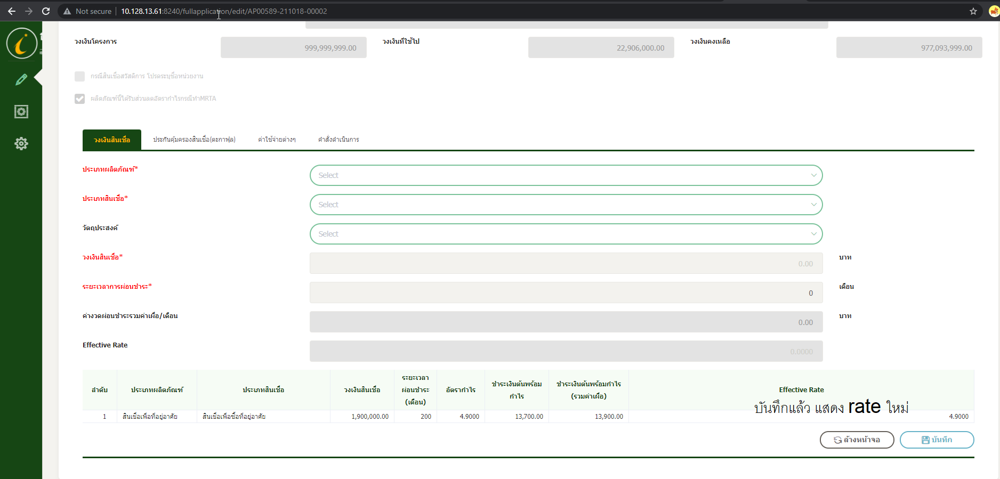 Not secure 10.128.13.61:8240/fullapplication/edit/AP00589-211018-00002
วงเงินโครงการ 999,999,999.00 วงเงินที่ใช้ไป 22,906,000.00 วงเงินคงเหลือ 977,093,999.00
กรณีสินเชื่อสวัสดิการ โปรดระบุชื่อหน่วยงาน
ผลิตภัณฑ์นี้ได้รับส่วนลดอัตรากำไรกรณีทำMRTA
วงเงินสินเชื่อ ประกันคุ้มครองสินเชื่อ(ตะกาฟุล) ค่าใช้จ่ายต่างๆ คำสั่งดำเนินการ
ประเภทผลิตภัณฑ์* Select
ประเภทสินเชื่อ* Select
วัตถุประสงค์ Select
วงเงินสินเชื่อ* 0.00 บาท
ระยะเวลาการผ่อนชำระ* 0 เดือน
ค่างวดผ่อนชำระรวมค่าเผื่อ/เดือน 0.00 บาท
Effective Rate 0.0000
ลำดับ ประเภทผลิตภัณฑ์ ประเภทสินเชื่อ วงเงินสินเชื่อ ระยะเวลาผ่อนชำระ (เดือน) อัตรากำไร ชำระเงินต้นพร้อมกำไร ชำระเงินต้นพร้อมกำไร (รวมค่าเผื่อ) Effective Rate
บันทึกแล้ว แสดง rate ใหม่
1 สินเชื่อเพื่อที่อยู่อาศัย สินเชื่อเพื่อซื้อที่อยู่อาศัย 1,900,000.00 200 4.9000 13,700.00 13,900.00 4.9000
ล้างหน้าจอ บันทึก